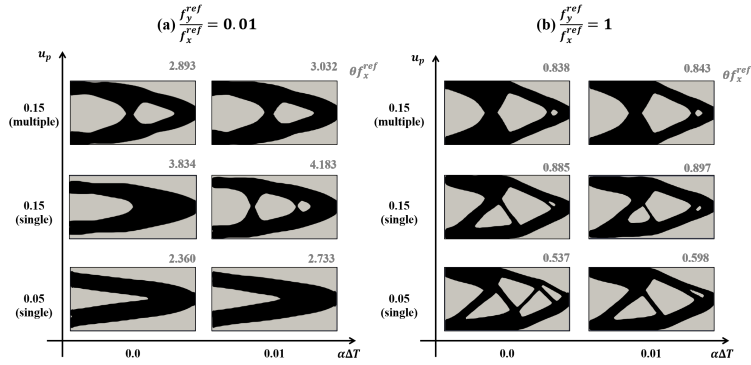 (a) f_y^ref / f_x^ref = 0.01
(b) f_y^ref / f_x^ref = 1
u_p
2.893
3.032
θf_x^ref
0.15
(multiple)
3.834
4.183
0.15
(single)
2.360
2.733
0.05
(single)
0.0
0.01
αΔT
u_p
0.838
0.843
θf_x^ref
0.15
(multiple)
0.885
0.897
0.15
(single)
0.537
0.598
0.05
(single)
0.0
0.01
αΔT